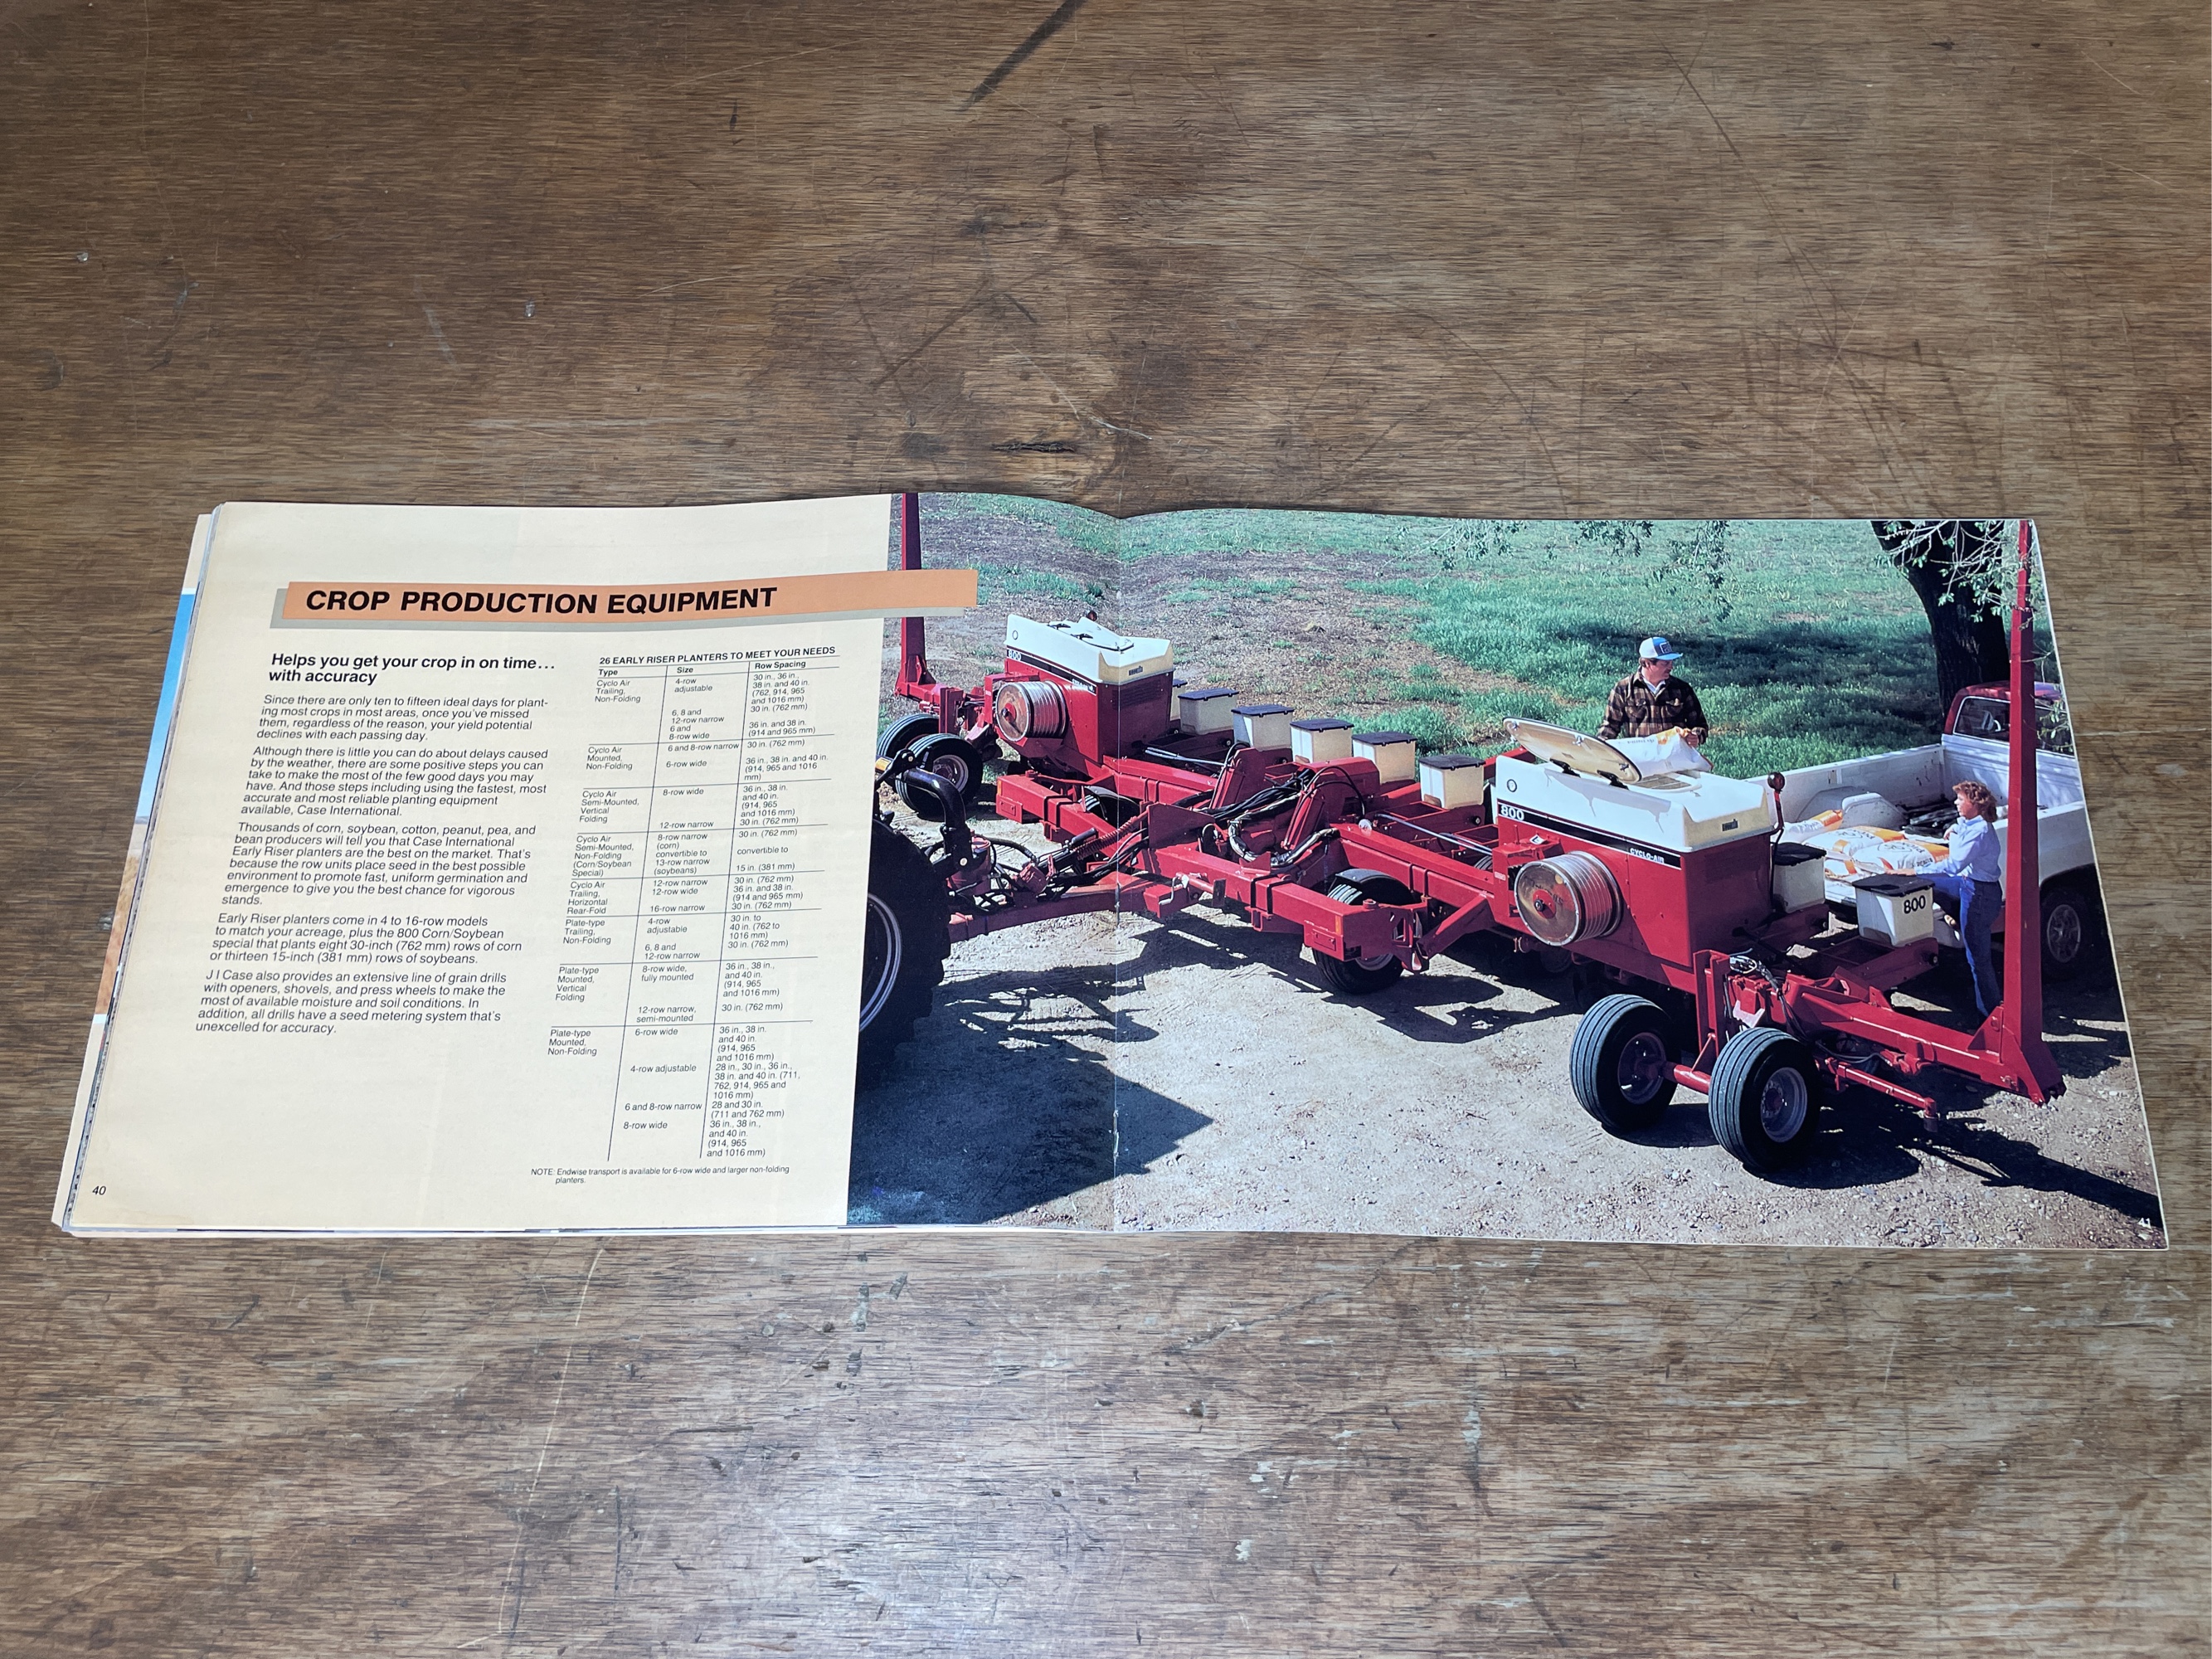 CROP PRODUCTION EQUIPMENT
Helps you get your crop in on time...
with accuracy
Since there are only ten to fifteen ideal days for plant-
ing most crops in most areas, once you've missed
them, regardless of the reason, your yield potential
declines with each passing day.
Although there is little you can do about delays caused
by the weather, there are some positive steps you can
take to make the most of the few good days you may
have. And those steps including using the fastest, most
accurate and most reliable planting equipment
available, Case International.
Thousands of corn, soybean, cotton, peanut, pea, and
bean producers will tell you that Case International
Early Riser planters are the best on the market. That's
because the row units place seed in the best possible
environment to promote fast, uniform germination and
emergence to give you the best chance for vigorous
stands.
Early Riser planters come in 4 to 16-row models
to match your acreage, plus the 800 Corn/Soybean
special that plants eight 30-inch (762 mm) rows of corn
or thirteen 15-inch (381 mm) rows of soybeans.
J I Case also provides an extensive line of grain drills
with openers, shovels, and press wheels to make the
most of available moisture and soil conditions. In
addition, all drills have a seed metering system that's
unexcelled for accuracy.
40
26 EARLY RISER PLANTERS TO MEET YOUR NEEDS
Type Size Row Spacing
Cyclo Air 4-row 30 in., 36 in.,
Trailing, adjustable 38 in. and 40 in.
Non-Folding (762, 914, 965
and 1016 mm)
6, 8 and 30 in. (762 mm)
12-row narrow
6 and 36 in. and 38 in.
8-row wide (914 and 965 mm)
Cyclo Air 6 and 8-row narrow 30 in. (762 mm)
Mounted,
Non-Folding 6-row wide 36 in., 38 in. and 40 in.
(914, 965 and 1016
mm)
Cyclo Air 8-row wide 36 in., 38 in.
Semi-Mounted, and 40 in.
Vertical (914, 965
Folding and 1016 mm)
12-row narrow 30 in. (762 mm)
Cyclo Air 8-row narrow 30 in. (762 mm)
Semi-Mounted, (corn)
Non-Folding convertible to convertible to
(Corn/Soybean 13-row narrow
Special) (soybeans) 15 in. (381 mm)
Cyclo Air 12-row narrow 30 in. (762 mm)
Trailing, 12-row wide 36 in. and 38 in.
Horizontal (914 and 965 mm)
Rear-Fold 16-row narrow 30 in. (762 mm)
Plate-type 4-row 30 in. to
Trailing, adjustable 40 in. (762 to
Non-Folding 1016 mm)
6, 8 and 30 in. (762 mm)
12-row narrow
Plate-type 8-row wide, 36 in., 38 in.,
Mounted, fully mounted and 40 in.
Vertical (914, 965
Folding and 1016 mm)
12-row narrow, 30 in. (762 mm)
semi-mounted
Plate-type 6-row wide 36 in., 38 in.
Mounted, and 40 in.
Non-Folding (914, 965
and 1016 mm)
4-row adjustable 28 in., 30 in., 36 in.,
38 in. and 40 in. (711,
762, 914, 965 and
1016 mm)
6 and 8-row narrow 28 and 30 in.
(711 and 762 mm)
8-row wide 36 in., 38 in.,
and 40 in.
(914, 965
and 1016 mm)
NOTE: Endwise transport is available for 6-row wide and larger non-folding
planters.
800
800
CYCLO-AIR
800
41